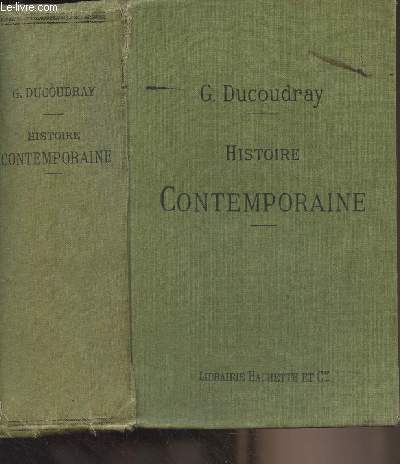 le-livre.com
G. DUCOUDRAY
HISTOIRE
CONTEMPORAINE
G. Ducoudray
HISTOIRE
CONTEMPORAINE
LIBRAIRIE HACHETTE ET Cie